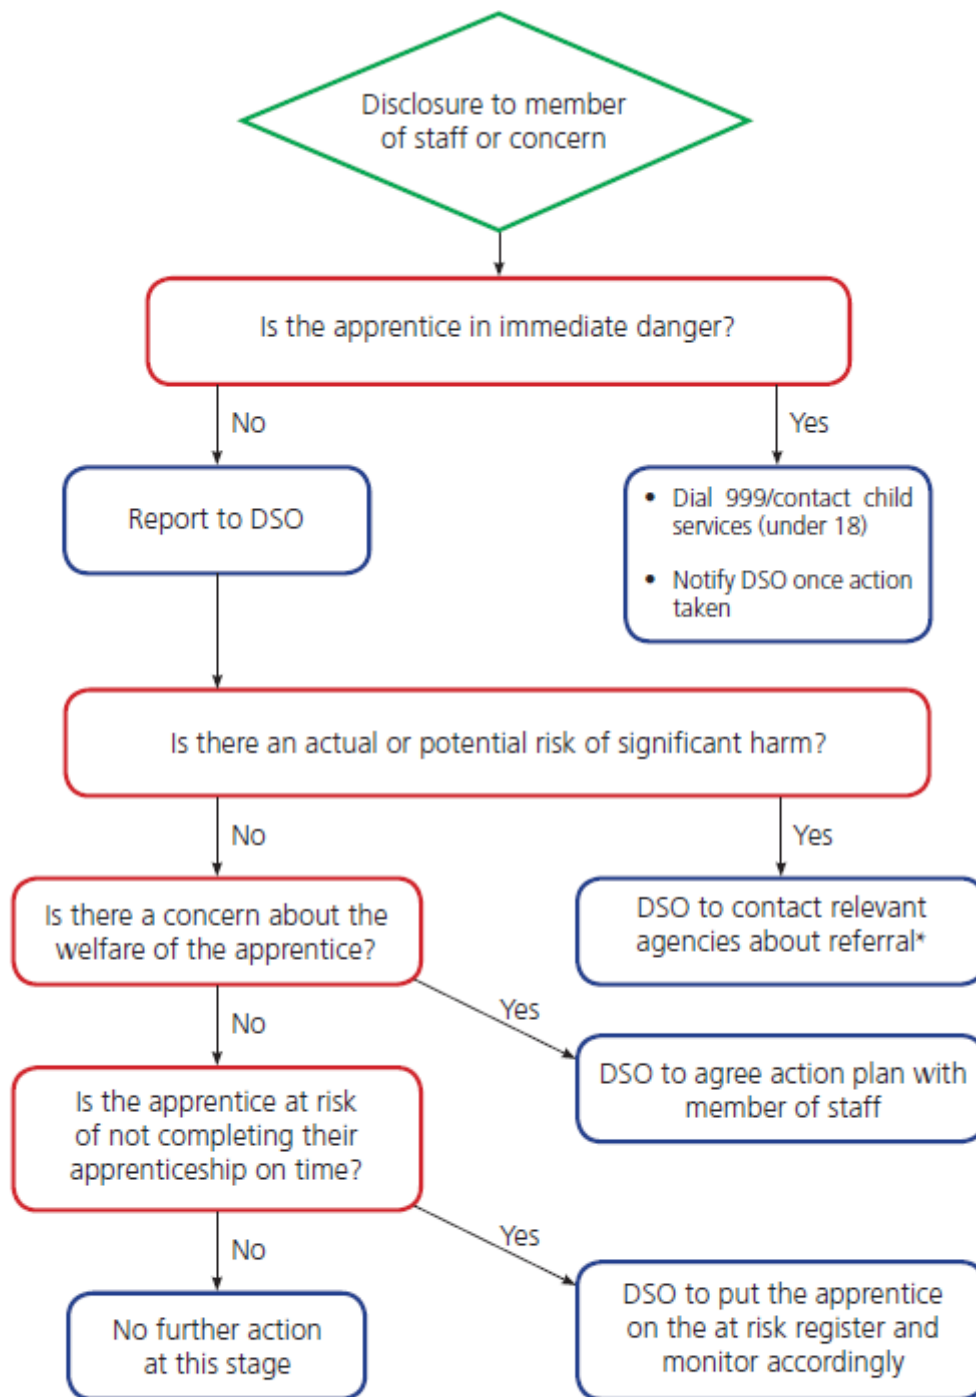 Disclosure to member
of staff or concern
Is the apprentice in immediate danger?
No
Yes
Report to DSO
• Dial 999/contact child
services (under 18)
• Notify DSO once action
taken
Is there an actual or potential risk of significant harm?
No
Yes
Is there a concern about the
welfare of the apprentice?
DSO to contact relevant
agencies about referral*
No
Yes
DSO to agree action plan with
member of staff
Is the apprentice at risk
of not completing their
apprenticeship on time?
No
Yes
No further action
at this stage
DSO to put the apprentice
on the at risk register and
monitor accordingly